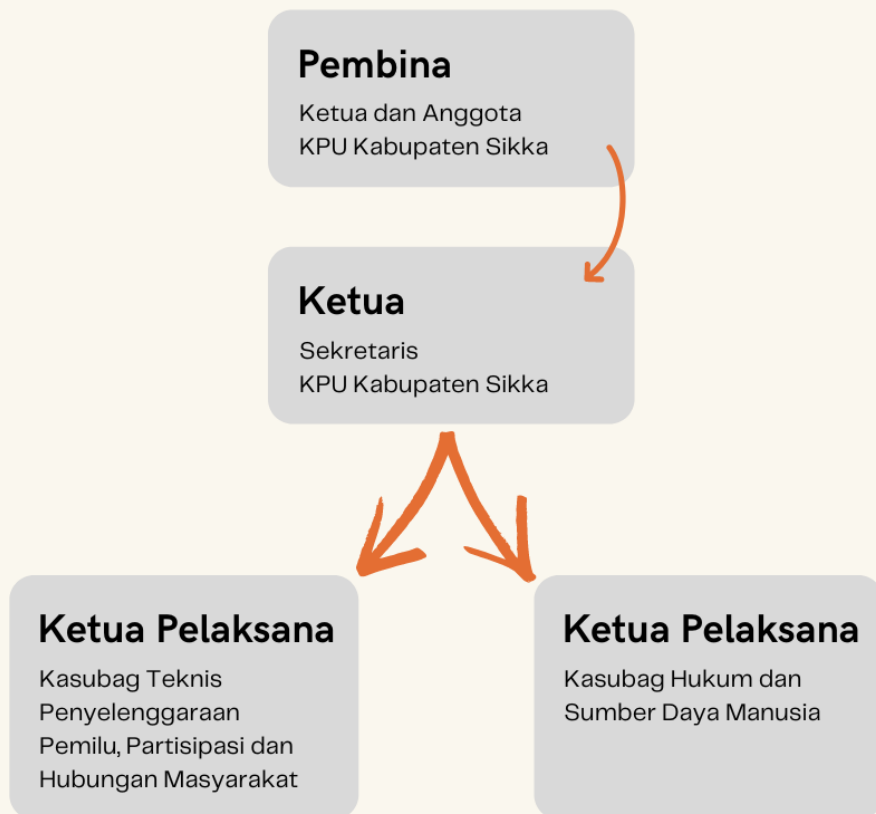 Pembina
Ketua dan Anggota
KPU Kabupaten Sikka
Ketua
Sekretaris
KPU Kabupaten Sikka
Ketua Pelaksana
Kasubag Teknis
Penyelenggaraan
Pemilu, Partisipasi dan
Hubungan Masyarakat
Ketua Pelaksana
Kasubag Hukum dan
Sumber Daya Manusia